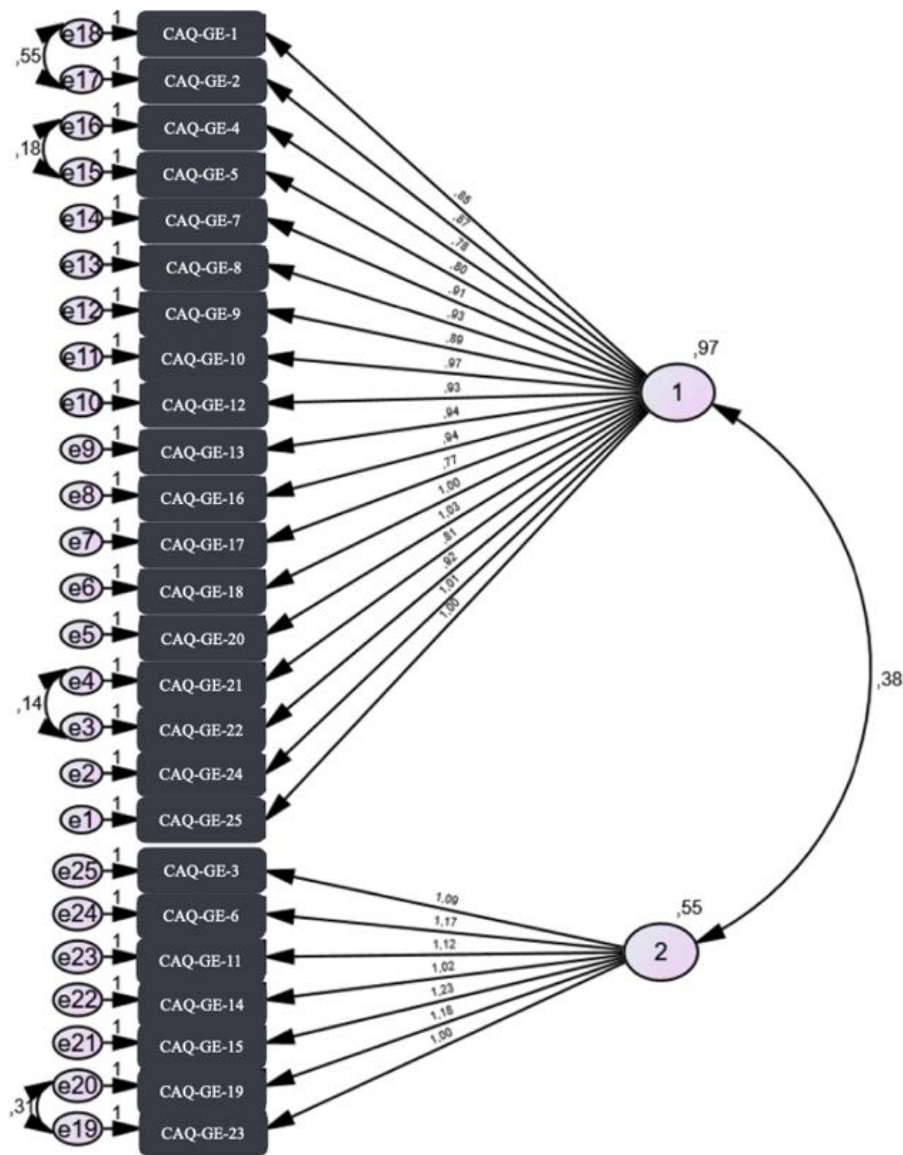 e18 1 CAQ-GE-1
,55
e17 1 CAQ-GE-2
e16 1 CAQ-GE-4
,18
e15 1 CAQ-GE-5
e14 1 CAQ-GE-7
e13 1 CAQ-GE-8
e12 1 CAQ-GE-9
e11 1 CAQ-GE-10
e10 1 CAQ-GE-12
e9 1 CAQ-GE-13
e8 1 CAQ-GE-16
e7 1 CAQ-GE-17
e6 1 CAQ-GE-18
e5 1 CAQ-GE-20
e4 1 CAQ-GE-21
,14
e3 1 CAQ-GE-22
e2 1 CAQ-GE-24
e1 1 CAQ-GE-25
,85
,87
,78
,80
,91
,93
,89
,97
,93
,94
,94
,77
1,00
1,03
,81
,92
1,01
1,00
,97
1
,38
e25 1 CAQ-GE-3
e24 1 CAQ-GE-6
e23 1 CAQ-GE-11
e22 1 CAQ-GE-14
e21 1 CAQ-GE-15
e20 1 CAQ-GE-19
,31
e19 1 CAQ-GE-23
1,09
1,17
1,12
1,02
1,23
1,18
1,00
,55
2